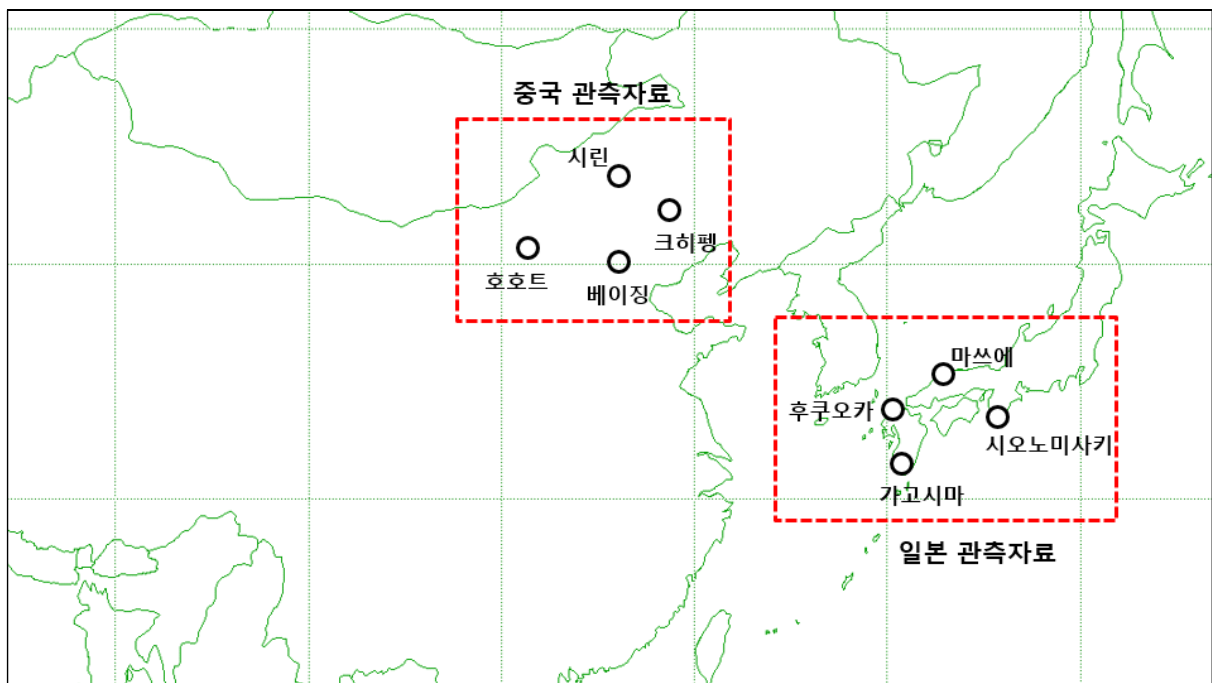 중국 관측자료
시린
크히펭
호호트
베이징
마쓰에
후쿠오카
시오노미사키
가고시마
일본 관측자료